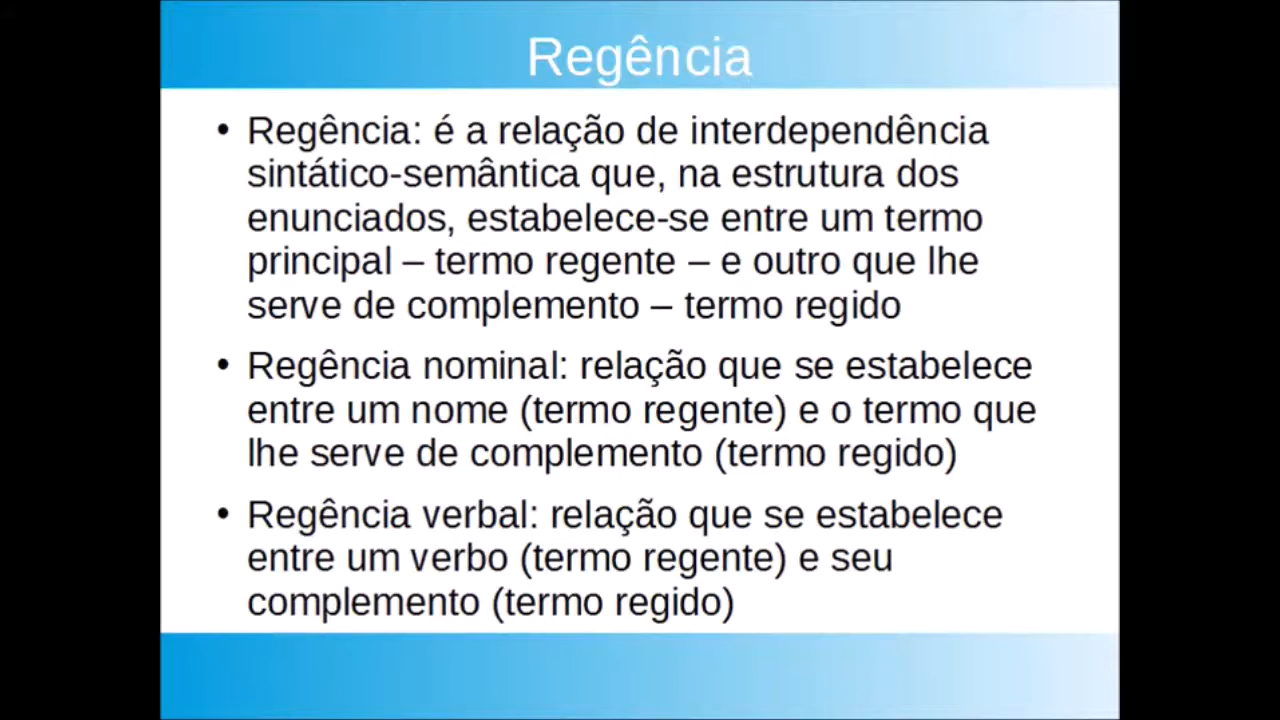 Regência
• Regência: é a relação de interdependência
sintático-semântica que, na estrutura dos
enunciados, estabelece-se entre um termo
principal – termo regente – e outro que lhe
serve de complemento – termo regido
• Regência nominal: relação que se estabelece
entre um nome (termo regente) e o termo que
lhe serve de complemento (termo regido)
• Regência verbal: relação que se estabelece
entre um verbo (termo regente) e seu
complemento (termo regido)